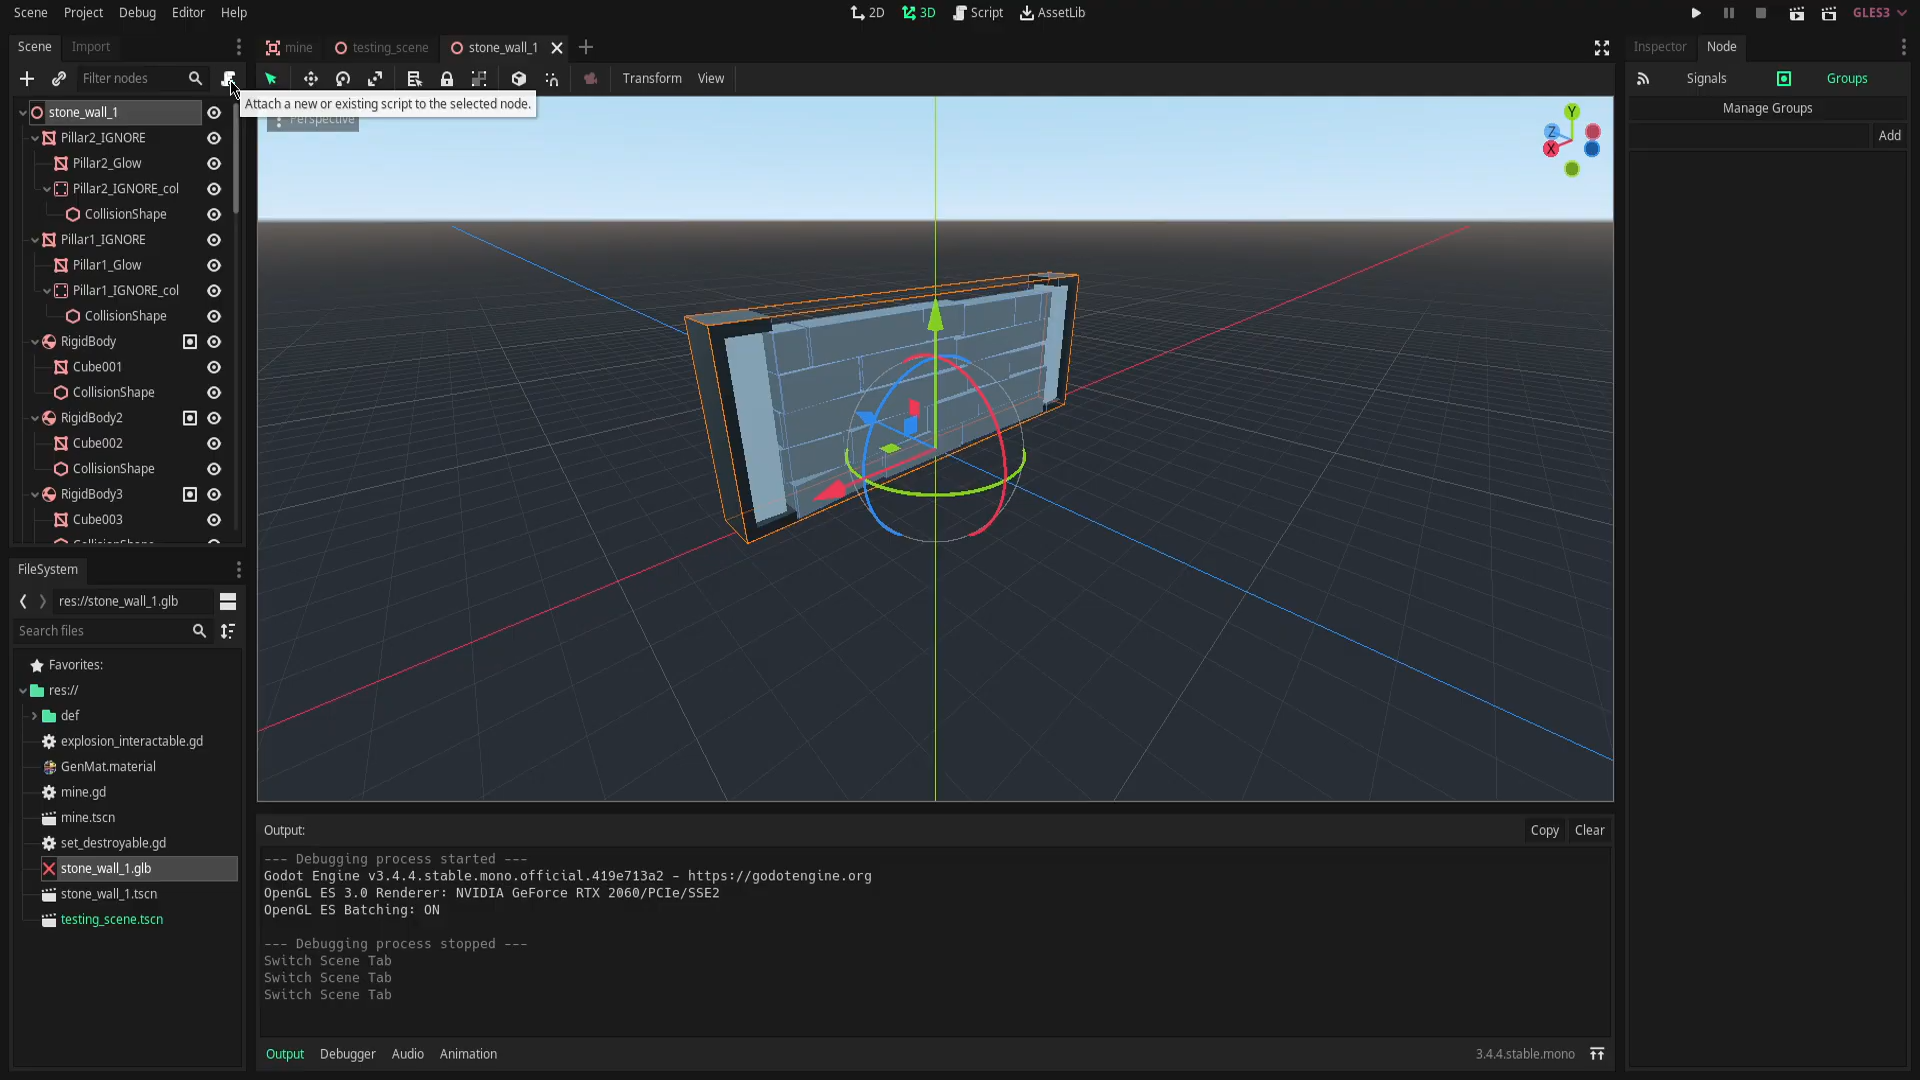 Scene Project Debug Editor Help
2D 3D Script AssetLib
GLES3
Scene Import
mine testing_scene stone_wall_1
Inspector Node
Filter nodes
Transform View
Signals Groups
Attach a new or existing script to the selected node.
Perspective
Manage Groups
Add
stone_wall_1
Pillar2_IGNORE
Pillar2_Glow
Pillar2_IGNORE_col
CollisionShape
Pillar1_IGNORE
Pillar1_Glow
Pillar1_IGNORE_col
CollisionShape
RigidBody
Cube001
CollisionShape
RigidBody2
Cube002
CollisionShape
RigidBody3
Cube003
Y
Z
X
FileSystem
res://stone_wall_1.glb
Search files
Favorites:
res://
def
explosion_interactable.gd
GenMat.material
mine.gd
mine.tscn
set_destroyable.gd
stone_wall_1.glb
stone_wall_1.tscn
testing_scene.tscn
Output:
Copy Clear
--- Debugging process started ---
Godot Engine v3.4.4.stable.mono.official.419e713a2 - https://godotengine.org
OpenGL ES 3.0 Renderer: NVIDIA GeForce RTX 2060/PCIe/SSE2
OpenGL ES Batching: ON
--- Debugging process stopped ---
Switch Scene Tab
Switch Scene Tab
Switch Scene Tab
Output Debugger Audio Animation
3.4.4.stable.mono